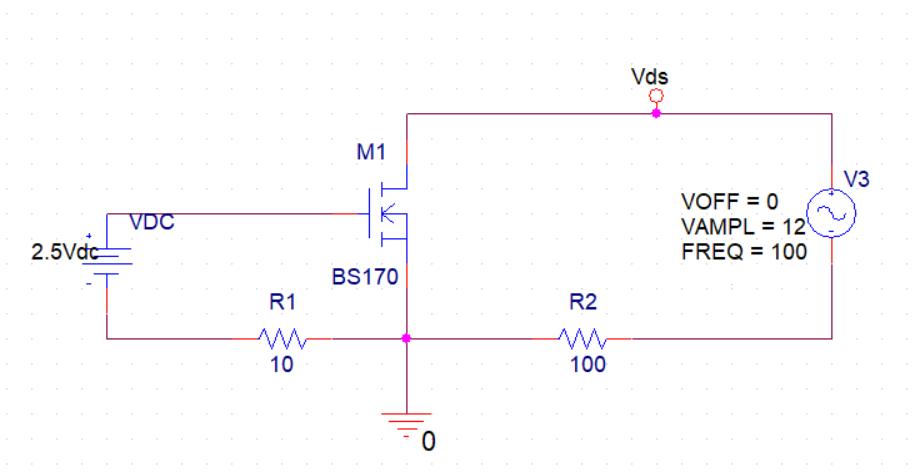 Vds
M1
V3
VOFF = 0
VAMPL = 12
FREQ = 100
VDC
2.5Vdc
BS170
R1
10
R2
100
0